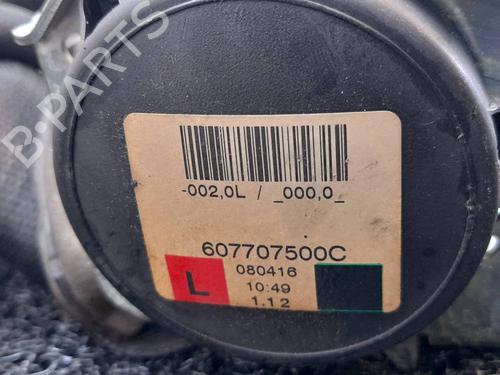 B-PARTS
-002,0L / _000,0_
607707500C
L
080416
10:49
1.12